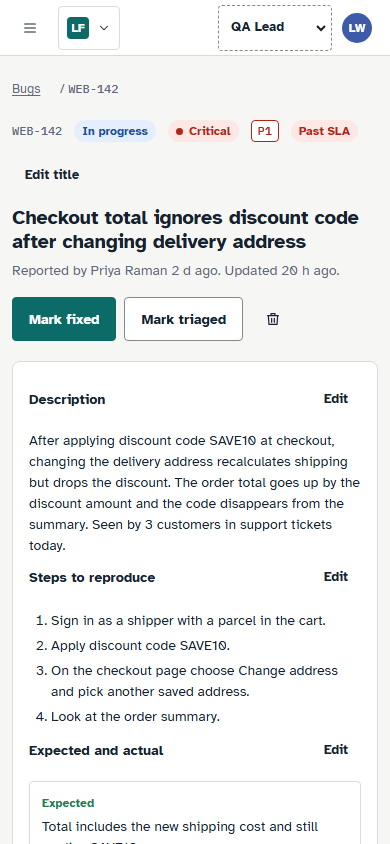 LF
QA Lead
LW
Bugs / WEB-142
WEB-142 In progress Critical P1 Past SLA
Edit title
Checkout total ignores discount code
after changing delivery address
Reported by Priya Raman 2 d ago. Updated 20 h ago.
Mark fixed Mark triaged
Description Edit
After applying discount code SAVE10 at checkout,
changing the delivery address recalculates shipping
but drops the discount. The order total goes up by the
discount amount and the code disappears from the
summary. Seen by 3 customers in support tickets
today.
Steps to reproduce Edit
1. Sign in as a shipper with a parcel in the cart.
2. Apply discount code SAVE10.
3. On the checkout page choose Change address
and pick another saved address.
4. Look at the order summary.
Expected and actual Edit
Expected
Total includes the new shipping cost and still